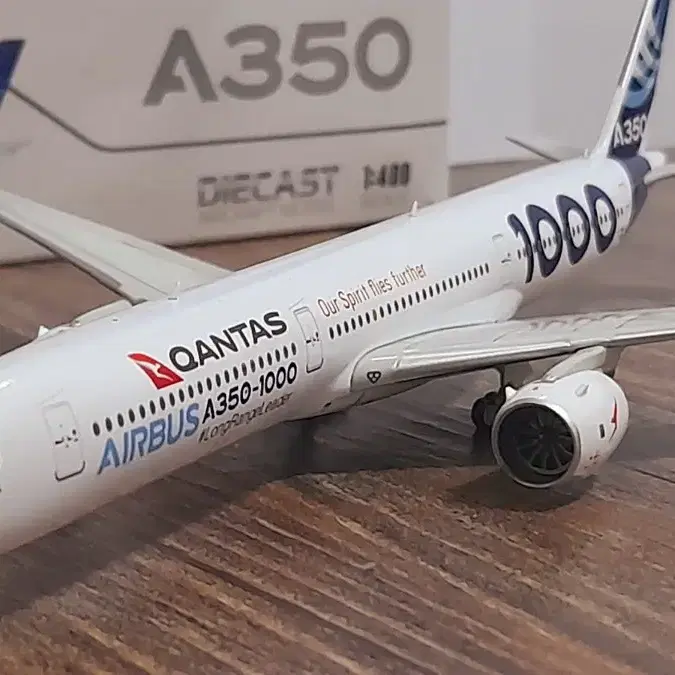 A350
DIECAST 1:400
A350
1000
Our Spirit flies further
QANTAS
AIRBUS A350-1000
#LongRangeLeader